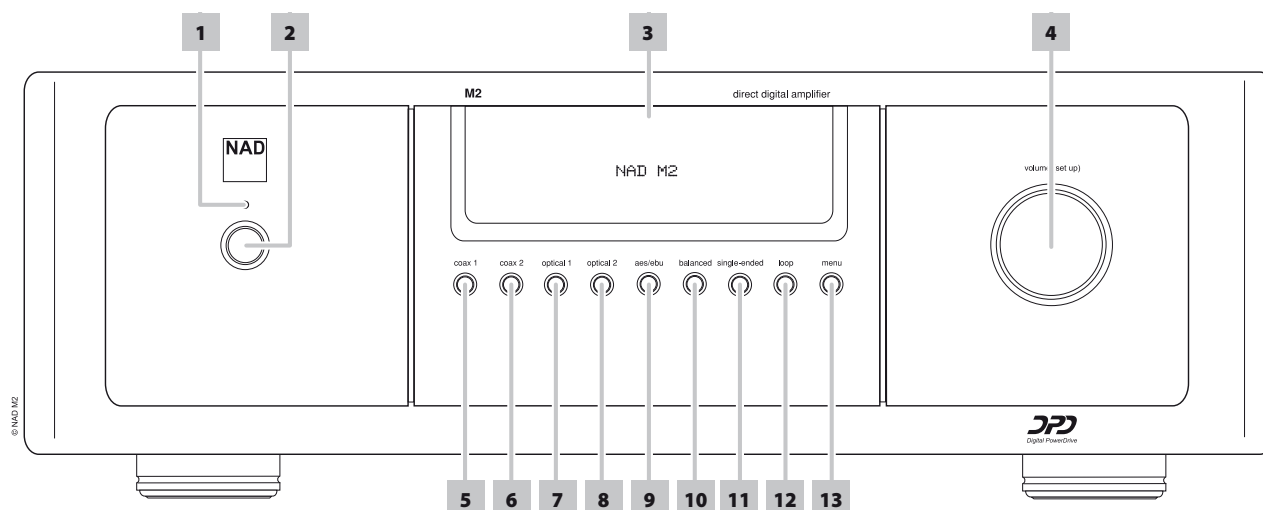 1 2 3 4
M2 direct digital amplifier
NAD
NAD M2
volume (set up)
coax 1 coax 2 optical 1 optical 2 aes/ebu balanced single-ended loop menu
© NAD M2
DPD
Digital PowerDrive
5 6 7 8 9 10 11 12 13